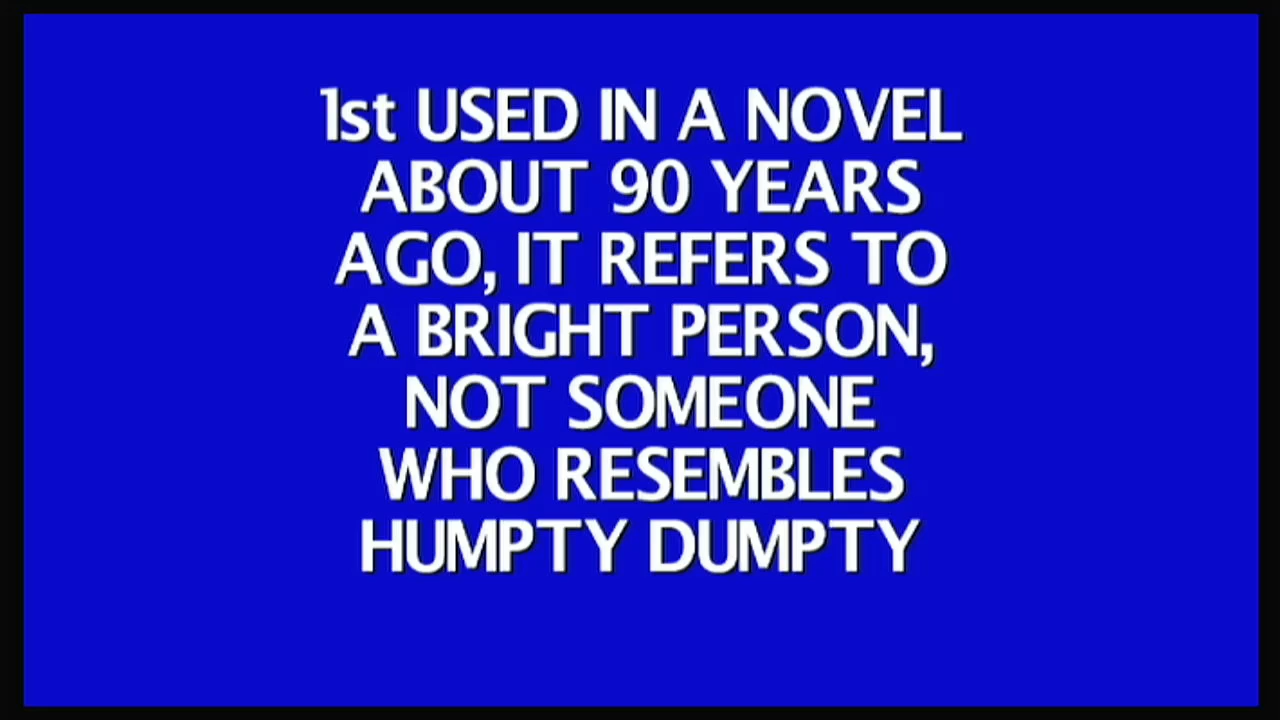 1st USED IN A NOVEL
ABOUT 90 YEARS
AGO, IT REFERS TO
A BRIGHT PERSON,
NOT SOMEONE
WHO RESEMBLES
HUMPTY DUMPTY